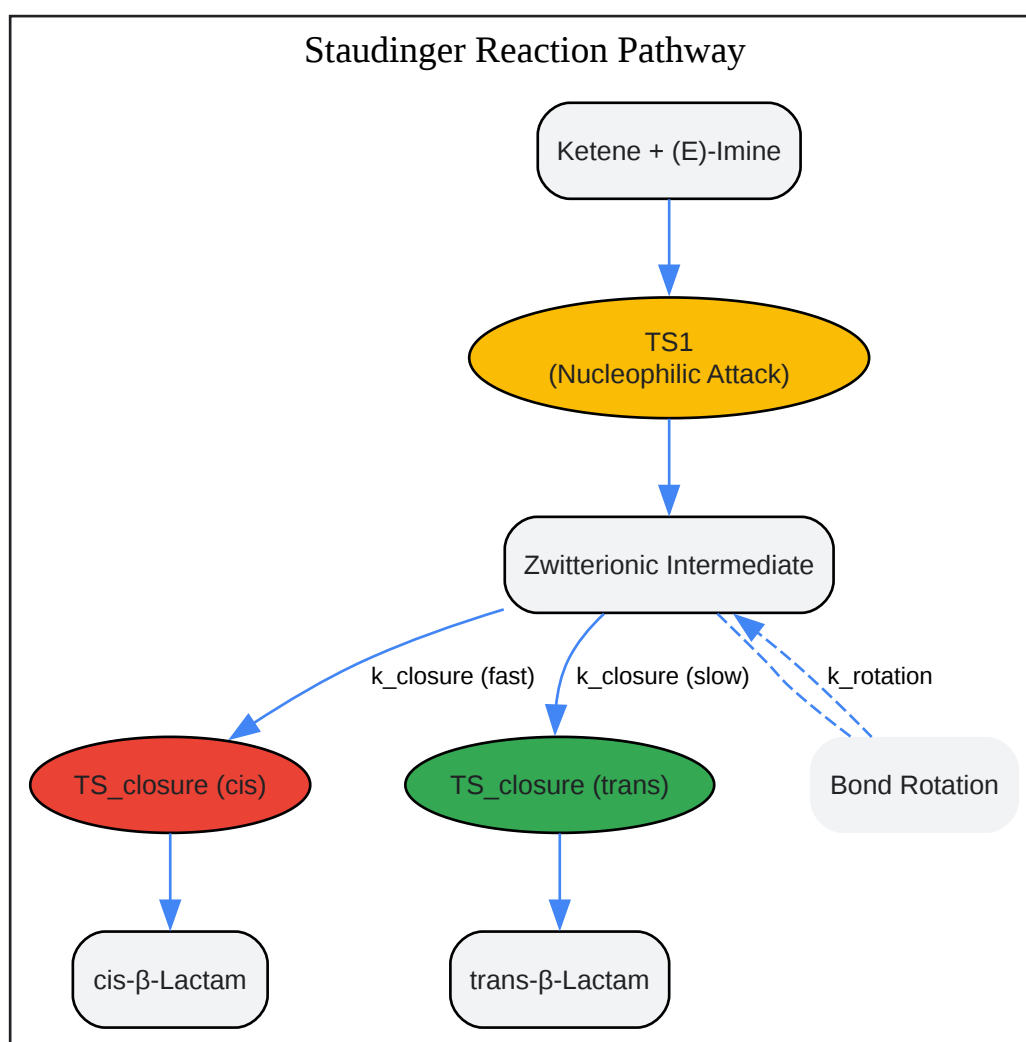 Staudinger Reaction Pathway
Ketene + (E)-Imine
TS1
(Nucleophilic Attack)
Zwitterionic Intermediate
k_closure (fast)
k_closure (slow)
k_rotation
TS_closure (cis)
TS_closure (trans)
Bond Rotation
cis-β-Lactam
trans-β-Lactam